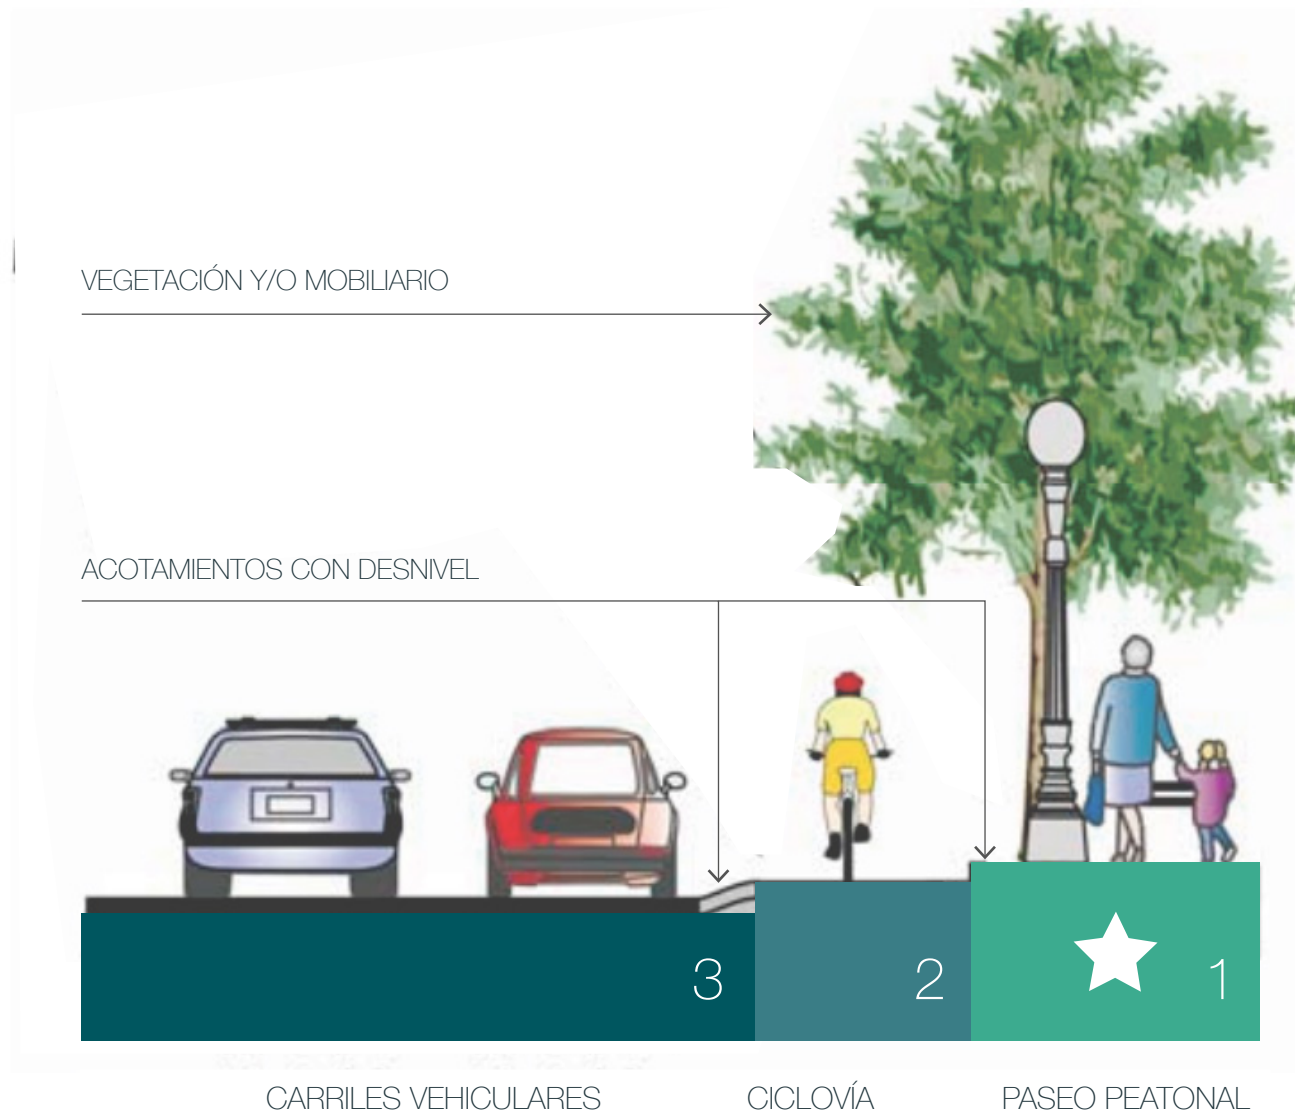 VEGETACIÓN Y/O MOBILIARIO
ACOTAMIENTOS CON DESNIVEL
3
2
1
CARRILES VEHICULARES
CICLOVÍA
PASEO PEATONAL